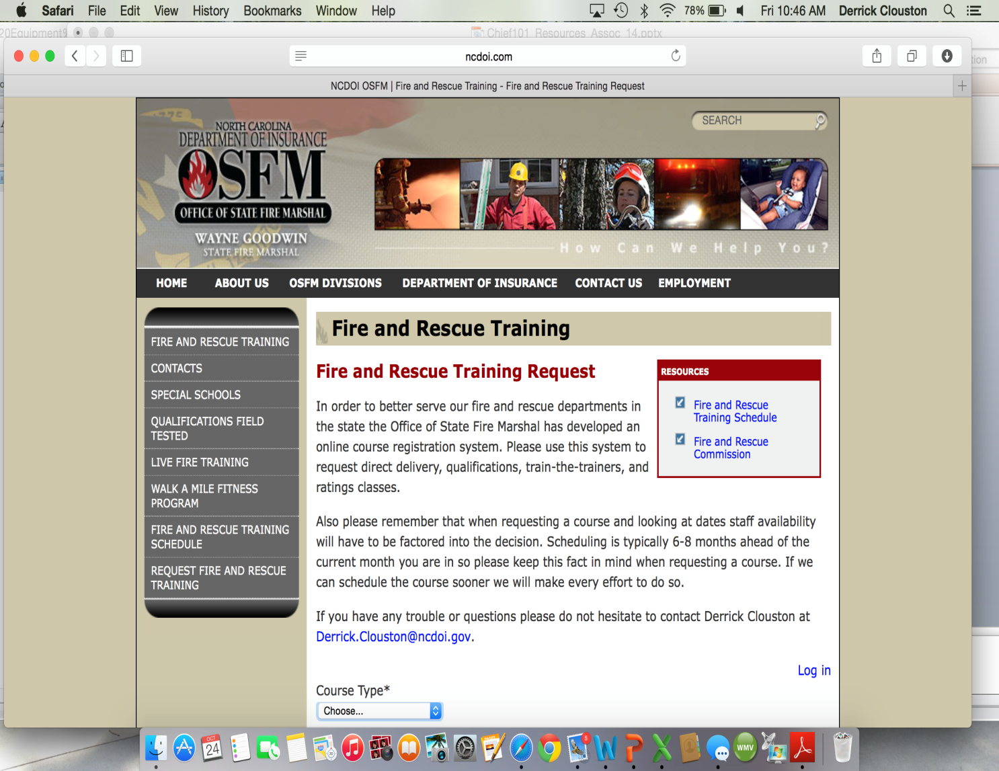 Safari File Edit View History Bookmarks Window Help 78% Fri 10:46 AM Derrick Clouston
20Equipment% Chief101_Resources_Assoc_14.pptx
ncdoi.com
NCDOI OSFM | Fire and Rescue Training - Fire and Rescue Training Request
NORTH CAROLINA
DEPARTMENT OF INSURANCE
OSFM
OFFICE OF STATE FIRE MARSHAL
WAYNE GOODWIN
STATE FIRE MARSHAL
SEARCH
How Can We Help You?
HOME ABOUT US OSFM DIVISIONS DEPARTMENT OF INSURANCE CONTACT US EMPLOYMENT
FIRE AND RESCUE TRAINING
CONTACTS
SPECIAL SCHOOLS
QUALIFICATIONS FIELD
TESTED
LIVE FIRE TRAINING
WALK A MILE FITNESS
PROGRAM
FIRE AND RESCUE TRAINING
SCHEDULE
REQUEST FIRE AND RESCUE
TRAINING
Fire and Rescue Training
Fire and Rescue Training Request
In order to better serve our fire and rescue departments in
the state the Office of State Fire Marshal has developed an
online course registration system. Please use this system to
request direct delivery, qualifications, train-the-trainers, and
ratings classes.
RESOURCES
Fire and Rescue
Training Schedule
Fire and Rescue
Commission
Also please remember that when requesting a course and looking at dates staff availability
will have to be factored into the decision. Scheduling is typically 6-8 months ahead of the
current month you are in so please keep this fact in mind when requesting a course. If we
can schedule the course sooner we will make every effort to do so.
If you have any trouble or questions please do not hesitate to contact Derrick Clouston at
Derrick.Clouston@ncdoi.gov.
Log in
Course Type*
Choose...
OCT
24
PAGES
5
WMV